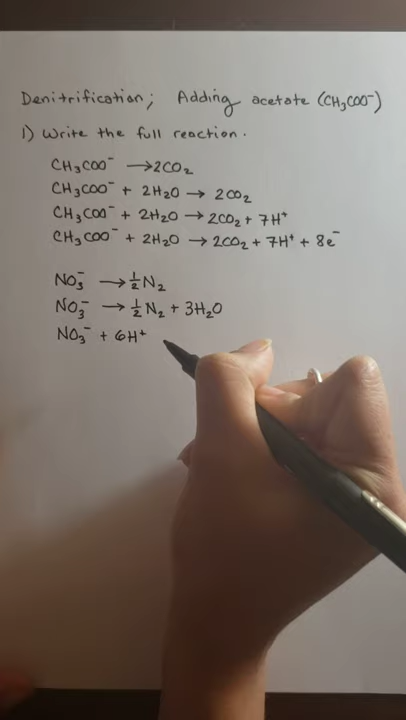 Denitrification; Adding acetate (CH₃COO⁻)
1) Write the full reaction.
CH₃COO⁻ → 2CO₂
CH₃COO⁻ + 2H₂O → 2CO₂
CH₃COO⁻ + 2H₂O → 2CO₂ + 7H⁺
CH₃COO⁻ + 2H₂O → 2CO₂ + 7H⁺ + 8e⁻
NO₃⁻ → ½N₂
NO₃⁻ → ½N₂ + 3H₂O
NO₃⁻ + 6H⁺